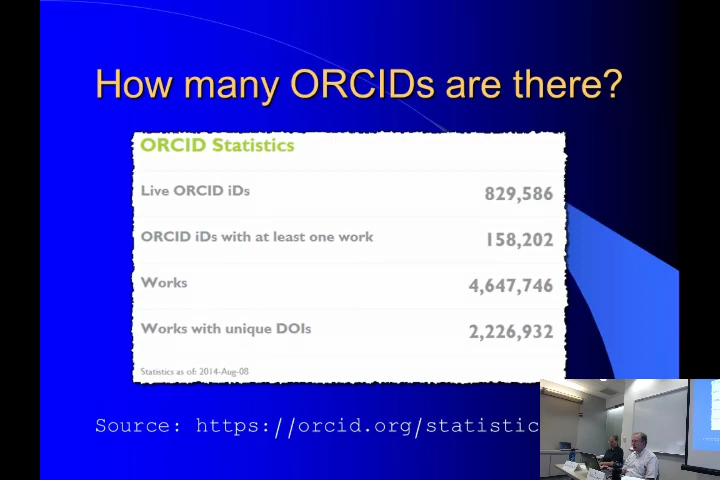 How many ORCIDs are there?
ORCID Statistics
Live ORCID iDs 829,586
ORCID iDs with at least one work 158,202
Works 4,647,746
Works with unique DOIs 2,226,932
Statistics as of: 2014-Aug-08
Source: https://orcid.org/statistic